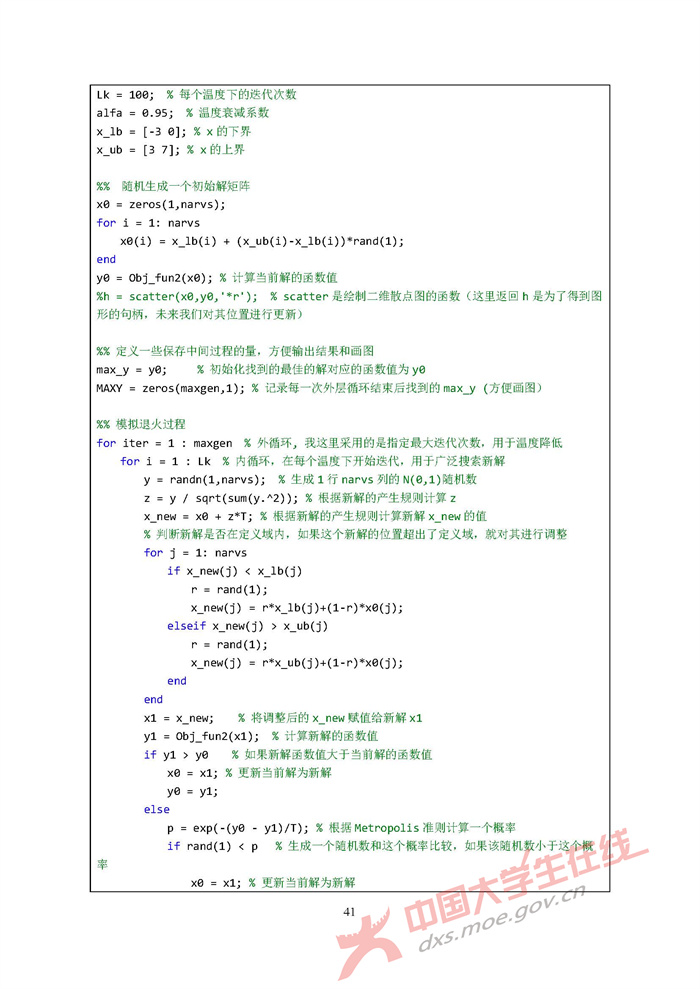 Lk = 100;  % 每个温度下的迭代次数
alfa = 0.95;  % 温度衰减系数
x_lb = [-3 0]; % x 的下界
x_ub = [3 7]; % x 的上界
%%  随机生成一个初始解矩阵
x0 = zeros(1,narvs);
for i = 1: narvs
x0(i) = x_lb(i) + (x_ub(i)-x_lb(i))*rand(1);
end
y0 = Obj_fun2(x0); % 计算当前解的函数值
%h = scatter(x0,y0,'*r');  % scatter 是绘制二维散点图的函数（这里返回 h 是为了得到图
形的句柄，未来我们对其位置进行更新）
%% 定义一些保存中间过程的量，方便输出结果和画图
max_y = y0;     % 初始化找到的最佳的解对应的函数值为 y0
MAXY = zeros(maxgen,1); % 记录每一次外层循环结束后找到的 max_y (方便画图）
%% 模拟退火过程
for iter = 1 : maxgen  % 外循环, 我这里采用的是指定最大迭代次数，用于温度降低
for i = 1 : Lk  % 内循环，在每个温度下开始迭代，用于广泛搜索新解
y = randn(1,narvs);  % 生成 1 行 narvs 列的 N(0,1)随机数
z = y / sqrt(sum(y.^2)); % 根据新解的产生规则计算 z
x_new = x0 + z*T; % 根据新解的产生规则计算新解 x_new 的值
% 判断新解是否在定义域内，如果这个新解的位置超出了定义域，就对其进行调整
for j = 1: narvs
if x_new(j) < x_lb(j)
r = rand(1);
x_new(j) = r*x_lb(j)+(1-r)*x0(j);
elseif x_new(j) > x_ub(j)
r = rand(1);
x_new(j) = r*x_ub(j)+(1-r)*x0(j);
end
end
x1 = x_new;    % 将调整后的 x_new 赋值给新解 x1
y1 = Obj_fun2(x1);  % 计算新解的函数值
if y1 > y0    % 如果新解函数值大于当前解的函数值
x0 = x1; % 更新当前解为新解
y0 = y1;
else
p = exp(-(y0 - y1)/T); % 根据 Metropolis 准则计算一个概率
if rand(1) < p   % 生成一个随机数和这个概率比较，如果该随机数小于这个概
率
x0 = x1; % 更新当前解为新解
41
中国大学生在线
dxs.moe.gov.cn